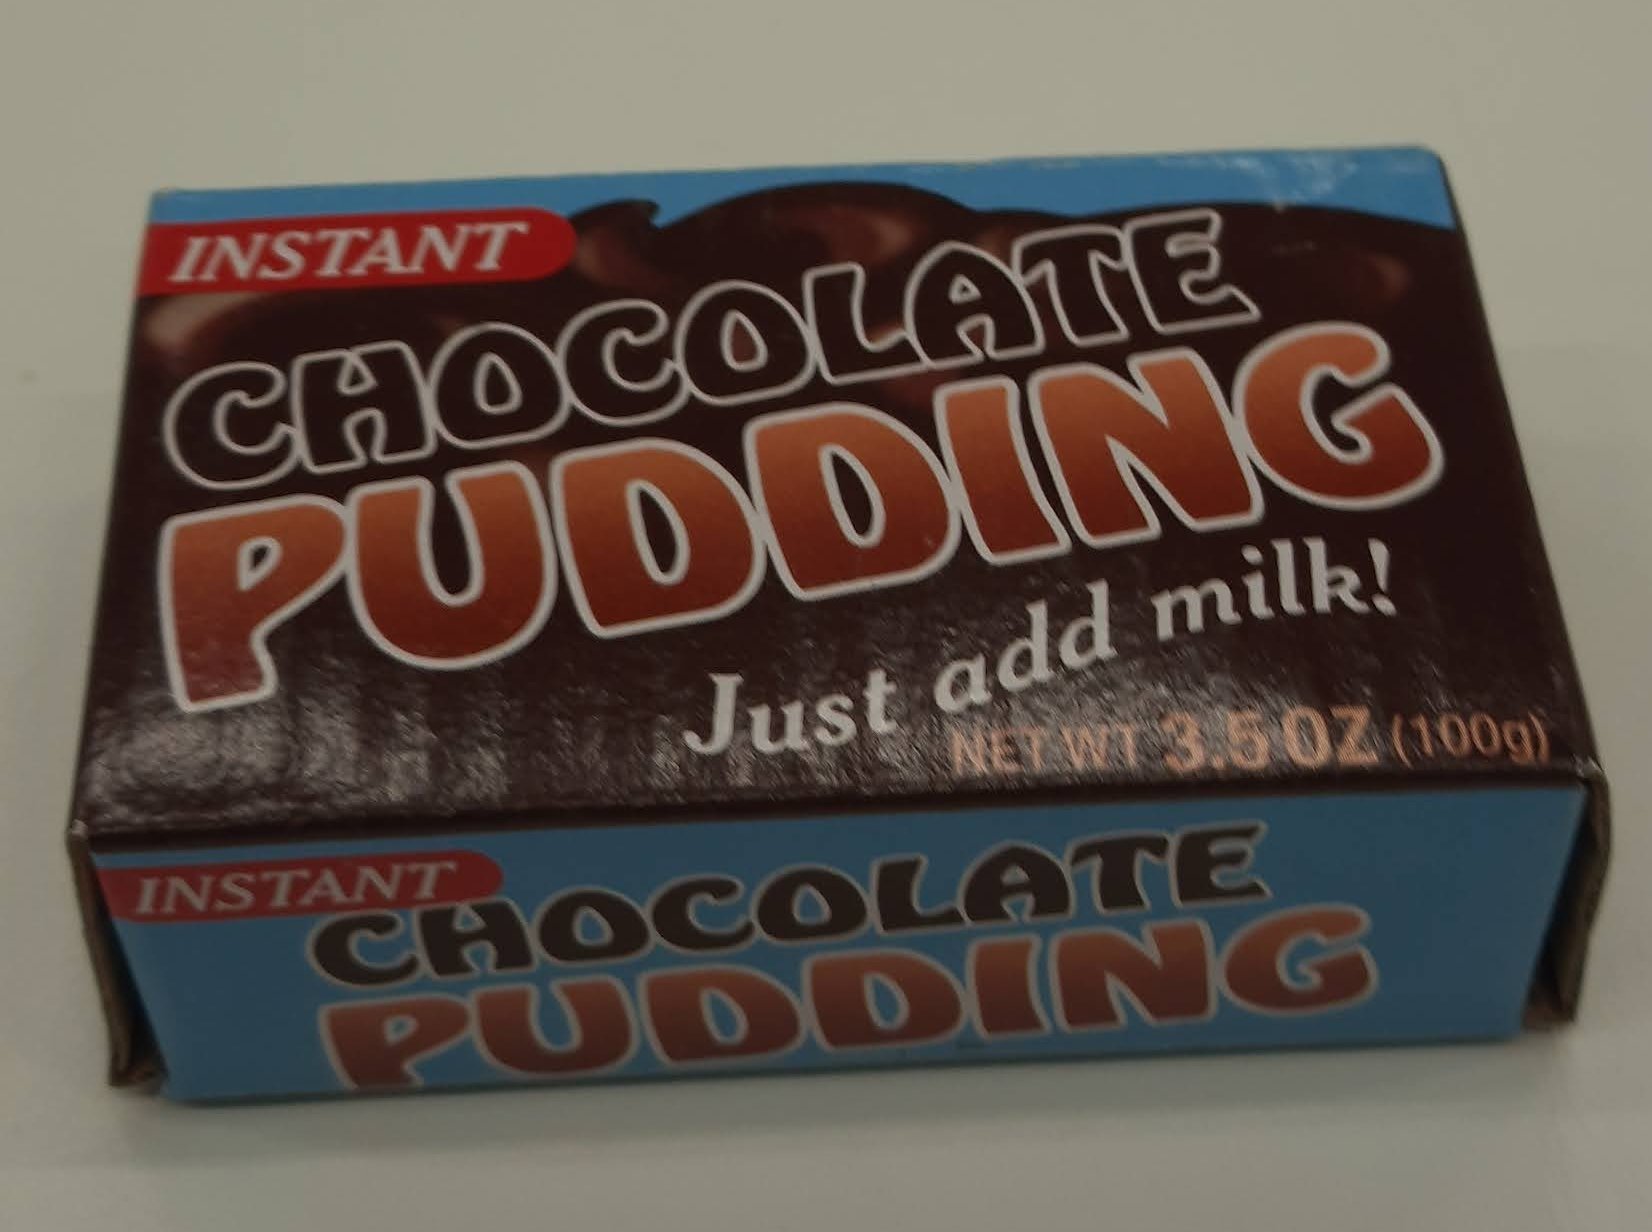 INSTANT
CHOCOLATE
PUDDING
Just add milk!
NET WT 3.5 OZ (100g)
INSTANT
CHOCOLATE
PUDDING